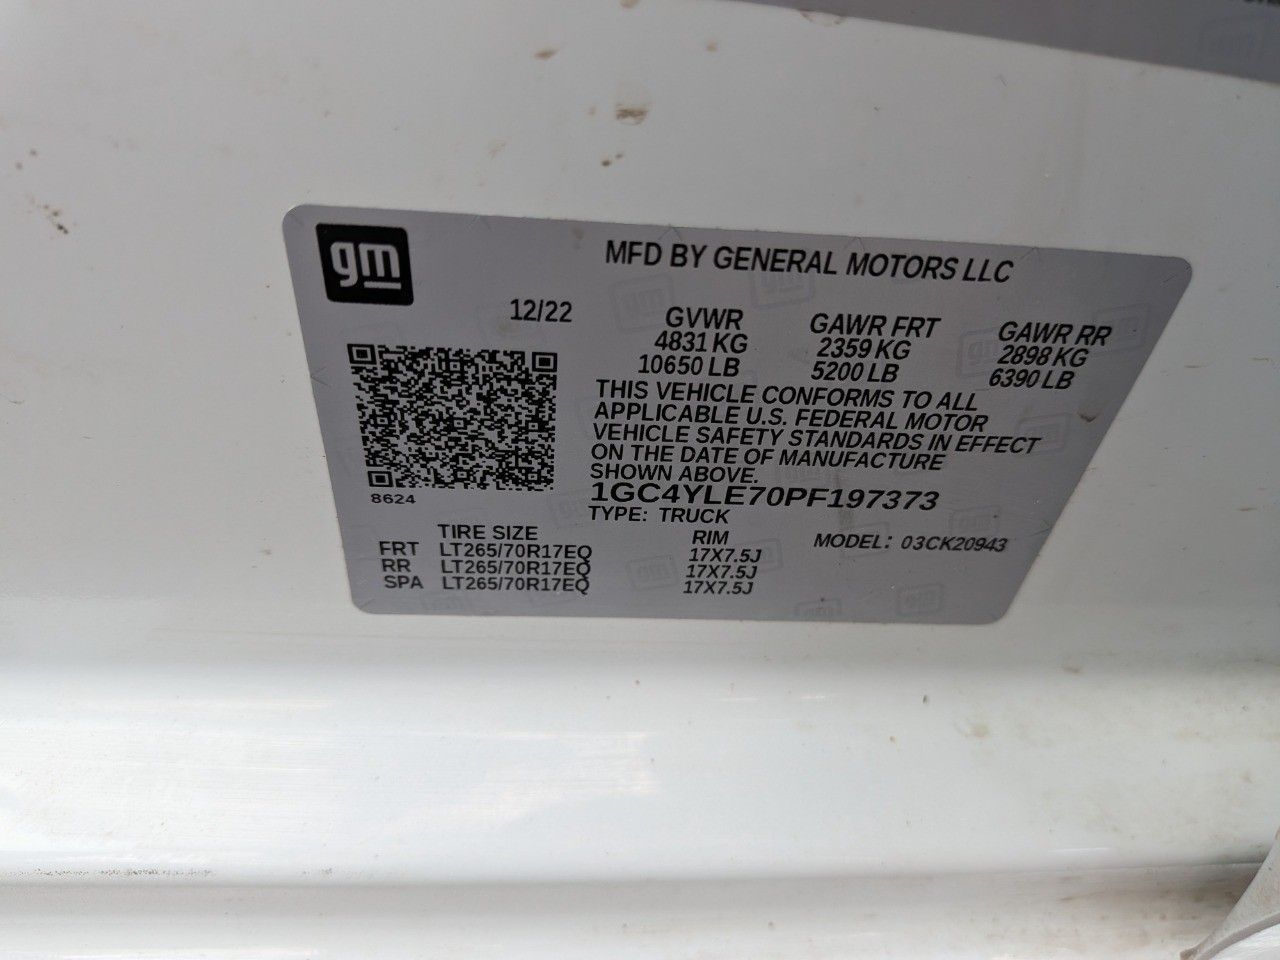 gm
MFD BY GENERAL MOTORS LLC
12/22
GVWR GAWR FRT GAWR RR
4831 KG 2359 KG 2898 KG
10650 LB 5200 LB 6390 LB
THIS VEHICLE CONFORMS TO ALL
APPLICABLE U.S. FEDERAL MOTOR
VEHICLE SAFETY STANDARDS IN EFFECT
ON THE DATE OF MANUFACTURE
SHOWN ABOVE.
1GC4YLE70PF197373
8624
TYPE: TRUCK
TIRE SIZE RIM MODEL: 03CK20943
FRT LT265/70R17EQ 17X7.5J
RR LT265/70R17EQ 17X7.5J
SPA LT265/70R17EQ 17X7.5J